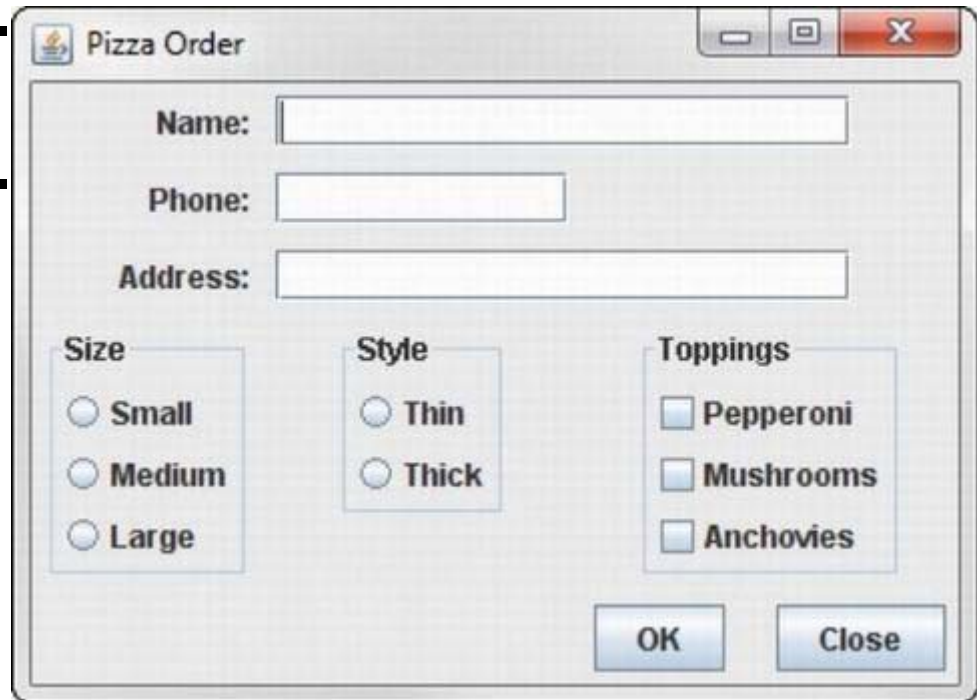 Pizza Order
Name:
Phone:
Address:
Size Style Toppings
Small Thin Pepperoni
Medium Thick Mushrooms
Large Anchovies
OK Close